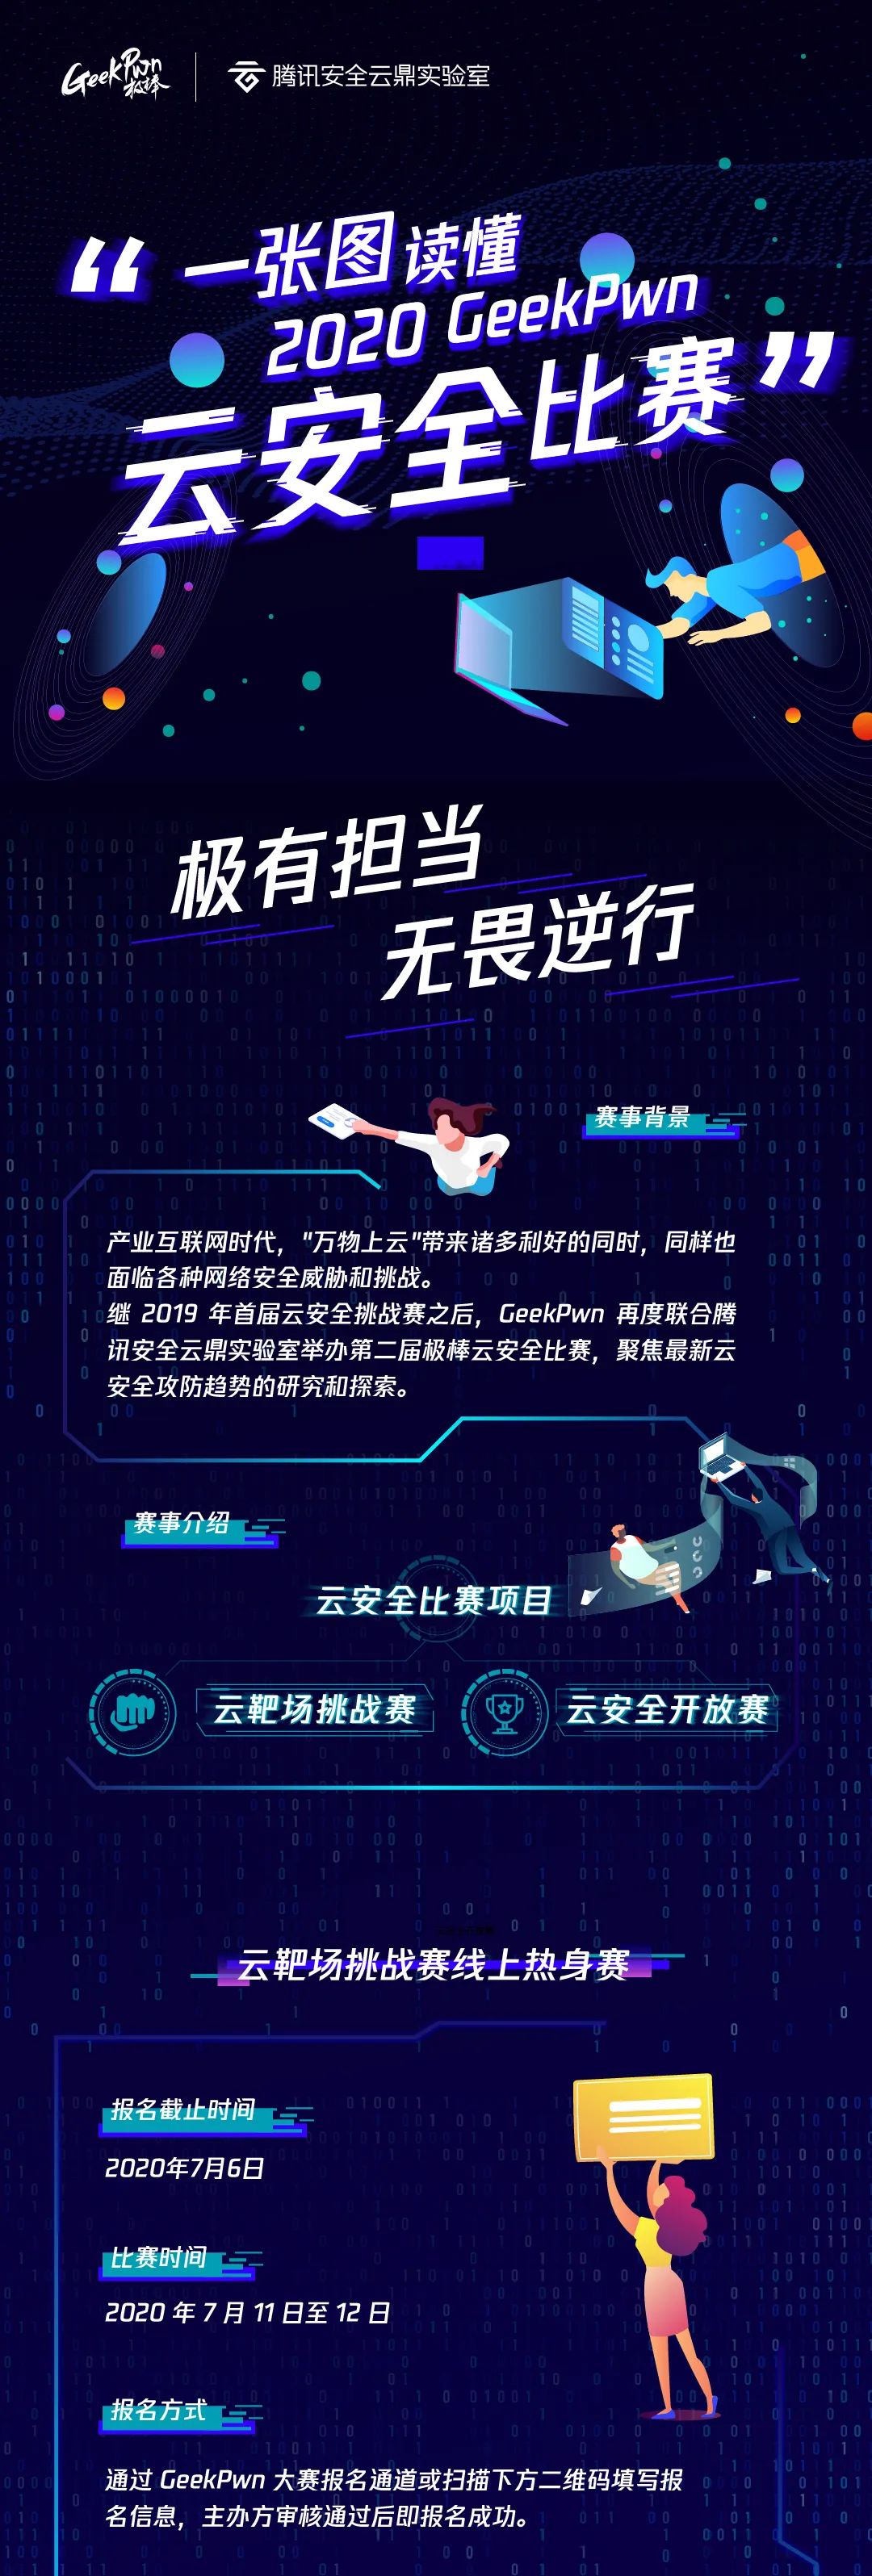 GeekPwn
极棒
腾讯安全云鼎实验室
“一张图读懂
2020 GeekPwn
云安全比赛”
极有担当
无畏逆行
赛事背景
产业互联网时代，"万物上云"带来诸多利好的同时，同样也
面临各种网络安全威胁和挑战。
继 2019 年首届云安全挑战赛之后，GeekPwn 再度联合腾
讯安全云鼎实验室举办第二届极棒云安全比赛，聚焦最新云
安全攻防趋势的研究和探索。
赛事介绍
云安全比赛项目
云靶场挑战赛
云安全开放赛
云靶场挑战赛线上热身赛
报名截止时间
2020年7月6日
比赛时间
2020 年 7 月 11 日至 12 日
报名方式
通过 GeekPwn 大赛报名通道或扫描下方二维码填写报
名信息，主办方审核通过后即报名成功。